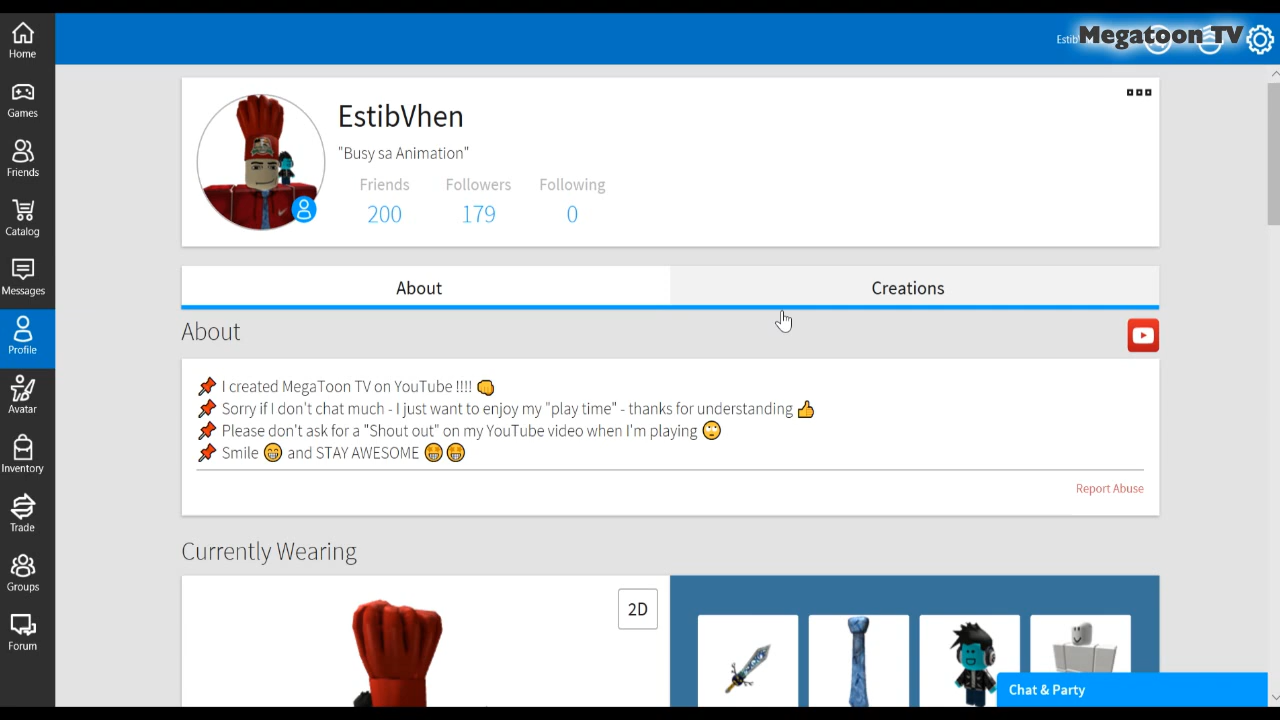 Home
Games
Friends
Catalog
Messages
Profile
Avatar
Inventory
Trade
Groups
Forum
Megatoon TV
EstibVhen
"Busy sa Animation"
Friends Followers Following
200 179 0
About Creations
About
I created MegaToon TV on YouTube !!!! 👊
Sorry if I don't chat much - I just want to enjoy my "play time" - thanks for understanding 👍
Please don't ask for a "Shout out" on my YouTube video when I'm playing 🙄
Smile 😁 and STAY AWESOME 🤩 🤩
Report Abuse
Currently Wearing
2D
Chat & Party